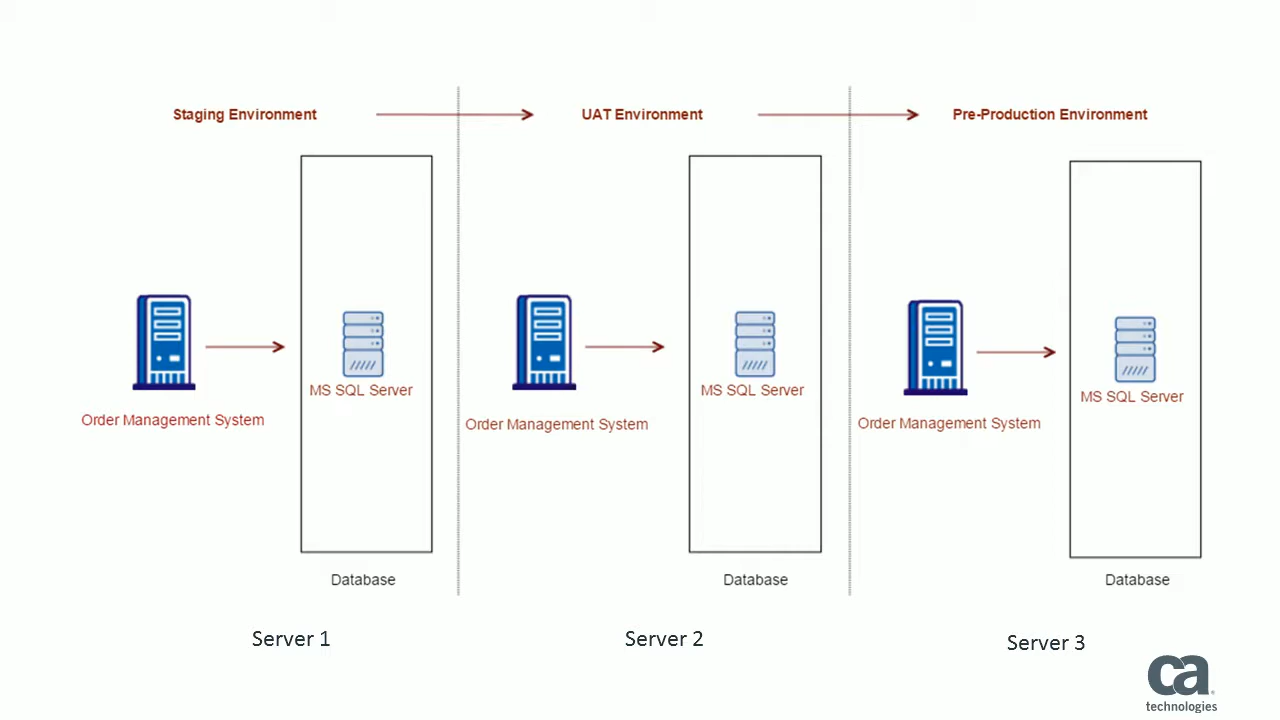 Staging Environment
UAT Environment
Pre-Production Environment
MS SQL Server
Order Management System
MS SQL Server
Order Management System
MS SQL Server
Order Management System
Database
Database
Database
Server 1
Server 2
Server 3
ca
technologies